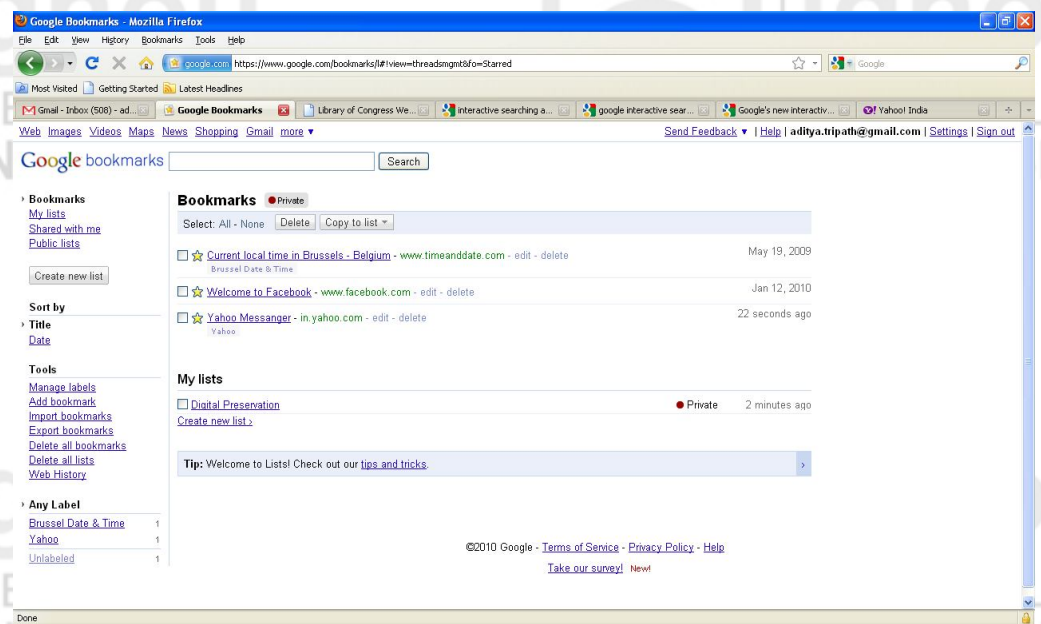 Google Bookmarks - Mozilla Firefox
File Edit View History Bookmarks Tools Help
google.com https://www.google.com/bookmarks/l#!view=threadsmgmt&fo=Starred Google
Most Visited Getting Started Latest Headlines
Gmail - Inbox (508) - ad... Google Bookmarks Library of Congress We... interactive searching a... google interactive sear... Google's new interactiv... Yahoo! India
Web Images Videos Maps News Shopping Gmail more ▼ Send Feedback ▼ | Help | aditya.tripath@gmail.com | Settings | Sign out
Google bookmarks Search
Bookmarks
My lists
Shared with me
Public lists
Create new list
Sort by
Title
Date
Tools
Manage labels
Add bookmark
Import bookmarks
Export bookmarks
Delete all bookmarks
Delete all lists
Web History
Any Label
Brussel Date & Time 1
Yahoo 1
Unlabeled 1
Bookmarks Private
Select: All - None Delete Copy to list
Current local time in Brussels - Belgium - www.timeanddate.com - edit - delete May 19, 2009
Brussel Date & Time
Welcome to Facebook - www.facebook.com - edit - delete Jan 12, 2010
Yahoo Messanger - in.yahoo.com - edit - delete 22 seconds ago
Yahoo
My lists
Digital Preservation Private 2 minutes ago
Create new list ›
Tip: Welcome to Lists! Check out our tips and tricks. ›
©2010 Google - Terms of Service - Privacy Policy - Help
Take our survey! New!
Done